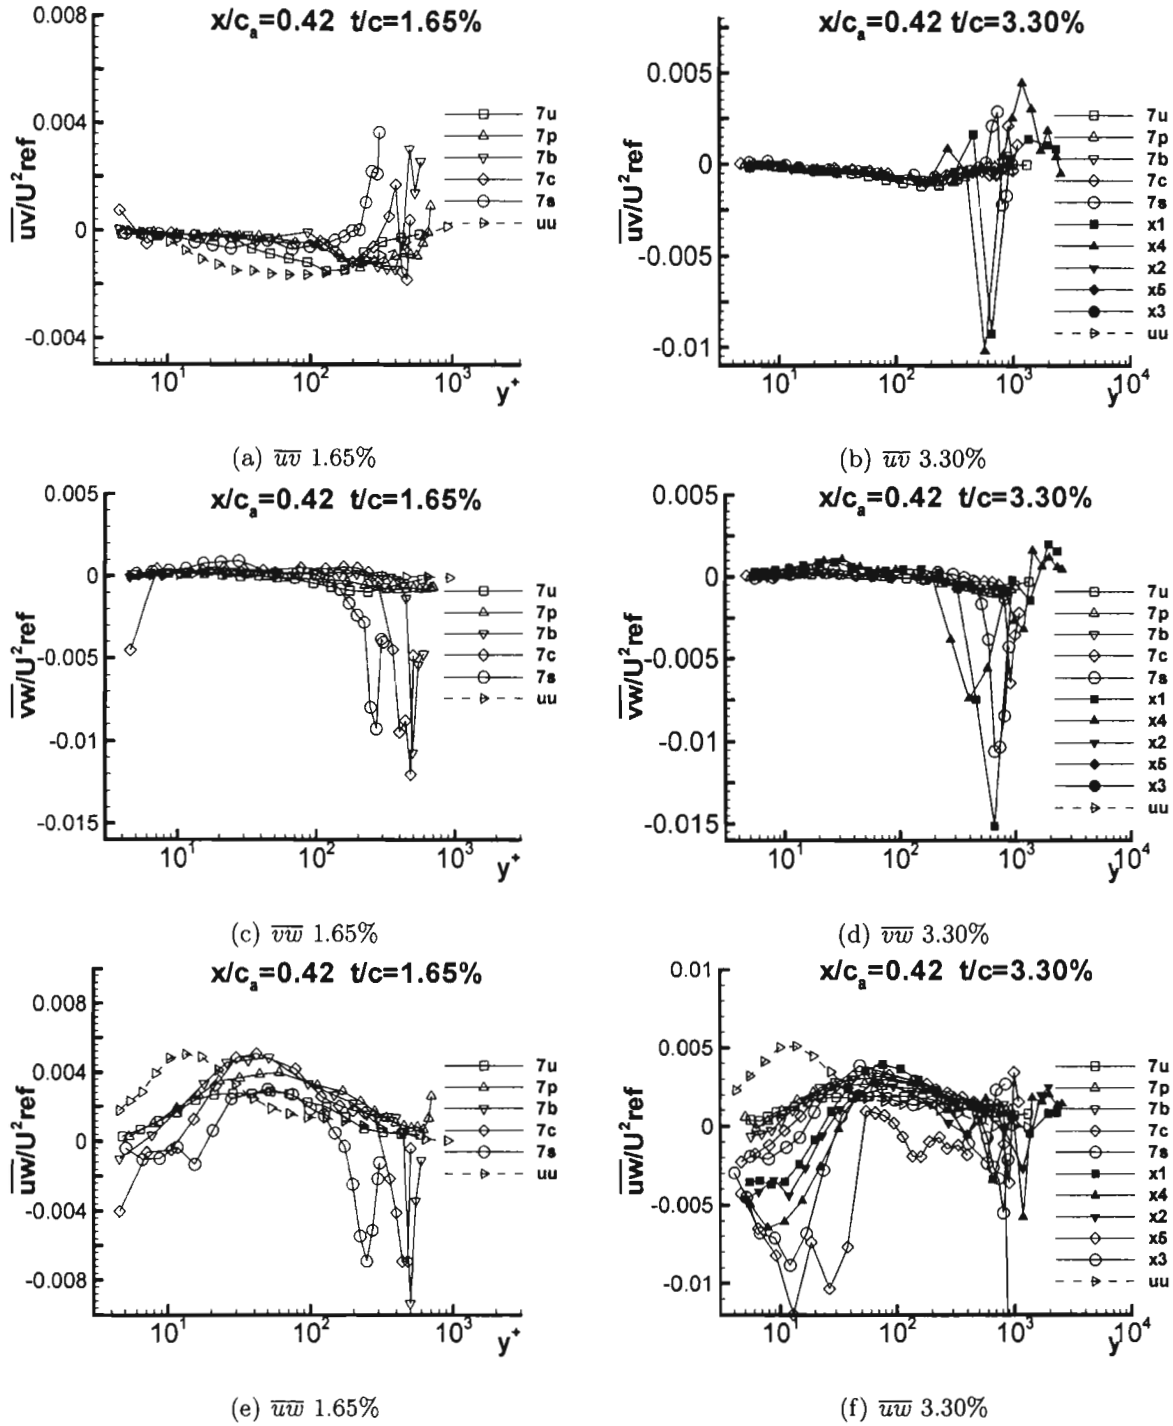 x/cₐ=0.42 t/c=1.65%
0.008
0.004
0
-0.004
uv/U²ref
7u
7p
7b
7c
7s
uu
10¹
10²
10³
y⁺
(a) uv 1.65%
x/cₐ=0.42 t/c=3.30%
0.005
0
-0.005
-0.01
uv/U²ref
7u
7p
7b
7c
7s
x1
x4
x2
x5
x3
uu
10¹
10²
10³
y
10⁴
(b) uv 3.30%
x/cₐ=0.42 t/c=1.65%
0.005
0
-0.005
-0.01
-0.015
vw/U²ref
7u
7p
7b
7c
7s
uu
10¹
10²
10³
y⁺
(c) vw 1.65%
x/cₐ=0.42 t/c=3.30%
0.005
0
-0.005
-0.01
-0.015
vw/U²ref
7u
7p
7b
7c
7s
x1
x4
x2
x5
x3
uu
10¹
10²
10³
y
10⁴
(d) vw 3.30%
x/cₐ=0.42 t/c=1.65%
0.008
0.004
0
-0.004
-0.008
uw/U²ref
7u
7p
7b
7c
7s
uu
10¹
10²
10³
y⁺
(e) uw 1.65%
x/cₐ=0.42 t/c=3.30%
0.01
0.005
0
-0.005
-0.01
uw/U²ref
7u
7p
7b
7c
7s
x1
x4
x2
x5
x3
uu
10¹
10²
10³
y
10⁴
(f) uw 3.30%